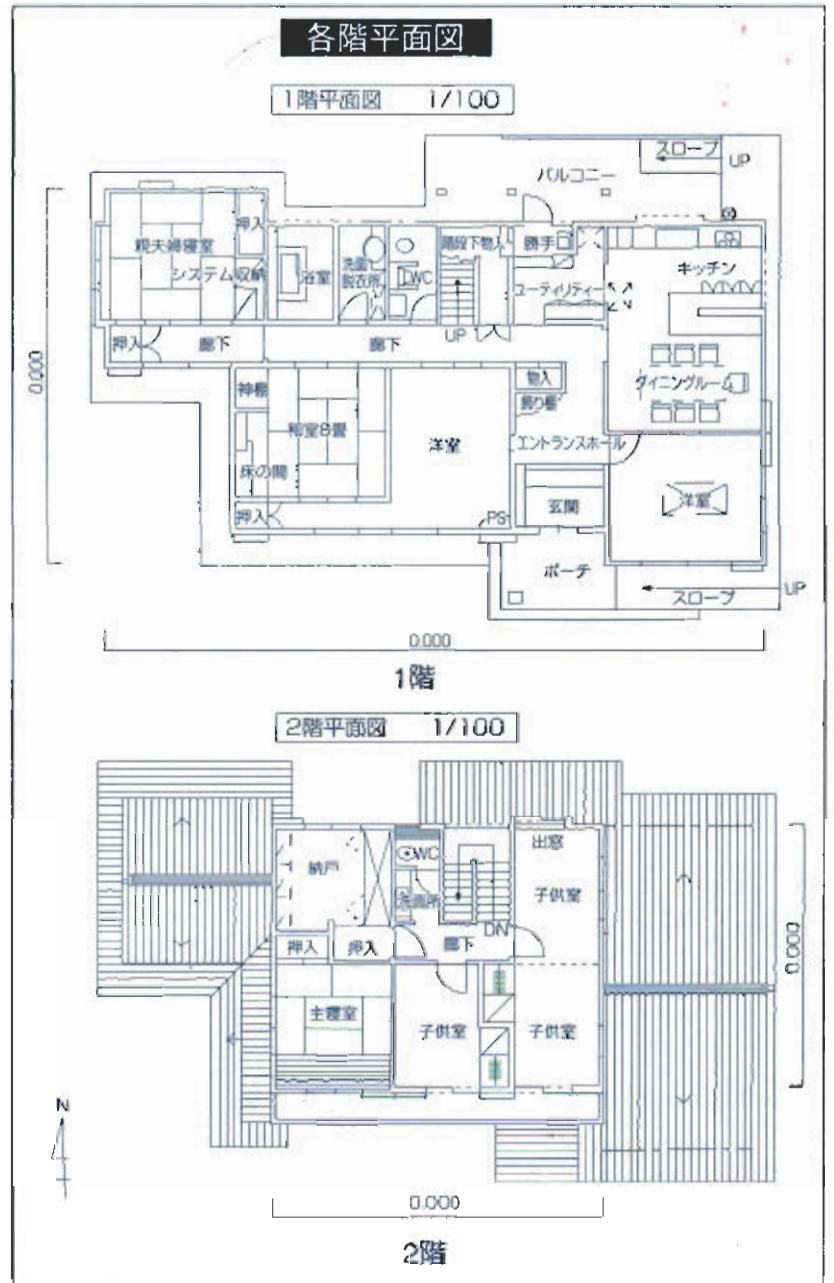 各階平面図
1階平面図 1/100
スロープ
UP
バルコニー
押入
親夫婦寝室
システム収納
浴室
洗面
脱衣所
WC
階段下物入
勝手口
キッチン
ユーティリティー
UP
押入
廊下
廊下
物入
飾り棚
ダイニングルーム
神棚
和室8畳
洋室
エントランスホール
床の間
玄関
洋室
押入
PS
ポーチ
スロープ
UP
0.000
0.000
1階
2階平面図 1/100
出窓
納戸
WC
洗面所
子供室
DN
押入
押入
廊下
主寝室
子供室
子供室
0.000
N
0.000
2階